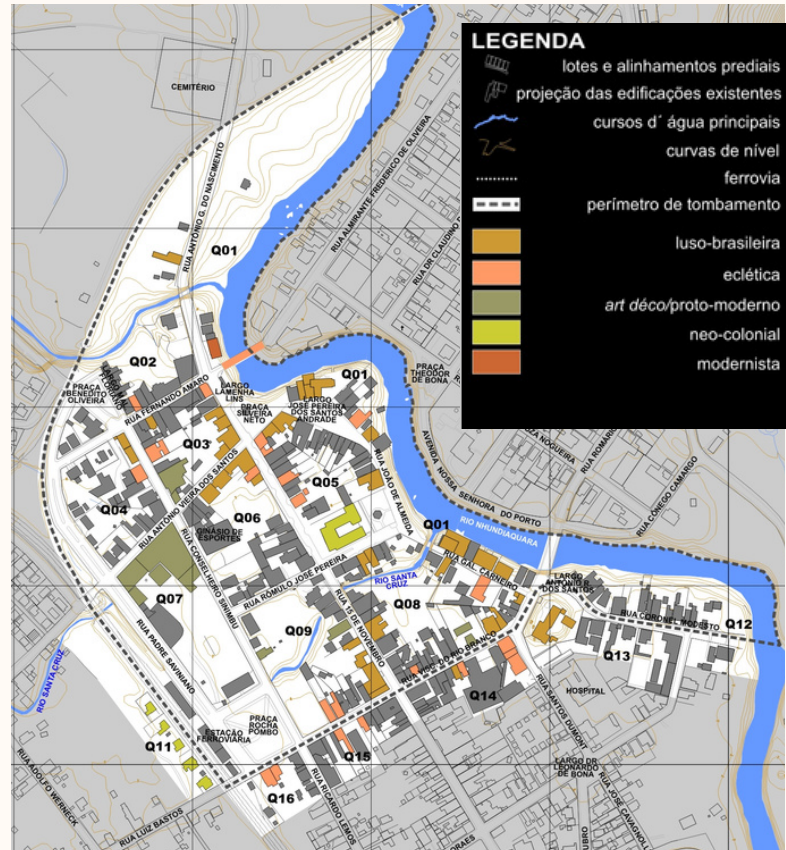 LEGENDA
lotes e alinhamentos prediais
projeção das edificações existentes
cursos d´ água principais
curvas de nível
ferrovia
perímetro de tombamento
luso-brasileira
eclética
art déco/proto-moderno
neo-colonial
modernista
CEMITÉRIO
RUA ANTÔNIO G. DO NASCIMENTO
RUA ALMIRANTE FREDERICO DE OLIVEIRA
RUA DR CLAUDINO
Q01
Q02
PRAÇA
BENEDITO
OLIVEIRA
RUA FERNANDO AMARO
LARGO
LAMENHA
LINS
PRAÇA
SILVEIRA
NETO
LARGO
JOSÉ PEREIRA
DOS SANTOS
ANDRADE
Q01
PRAÇA
THEODOR
DE BONA
Q03
RUA ANTÔNIO VIEIRA DOS SANTOS
Q04
Q05
RUA JOÃO DE ALMEIDA
AVENIDA NOSSA SENHORA DO PORTO
NOGUEIRA
RUA ROMÁRIO
RUA CÔNEGO CAMARGO
Q06
GINÁSIO DE
ESPORTES
RUA CONSELHEIRO SINIMBU
Q01
RIO NHUNDIAQUARA
RUA GAL CARNEIRO
RUA RÔMULO JOSÉ PEREIRA
RIO SANTA
CRUZ
LARGO
ANTONIO R.
DOS SANTOS
Q07
Q08
RUA 15 DE NOVEMBRO
RUA CORONEL MODESTO
Q12
RUA PADRE SAVINIANO
Q09
RUA VISC. DO RIO BRANCO
Q13
RIO SANTA CRUZ
Q14
HOSPITAL
RUA SANTOS DUMONT
PRAÇA
ROCHA
POMBO
ESTAÇÃO
FERROVIARIA
Q11
Q15
LARGO DR
LEONARDO
DE BONA
RUA ADOLFO WERNECK
Q16
RUA RICARDO LEMOS
RUA JOSÉ CAVAGNOLI
RUA LUIZ BASTOS